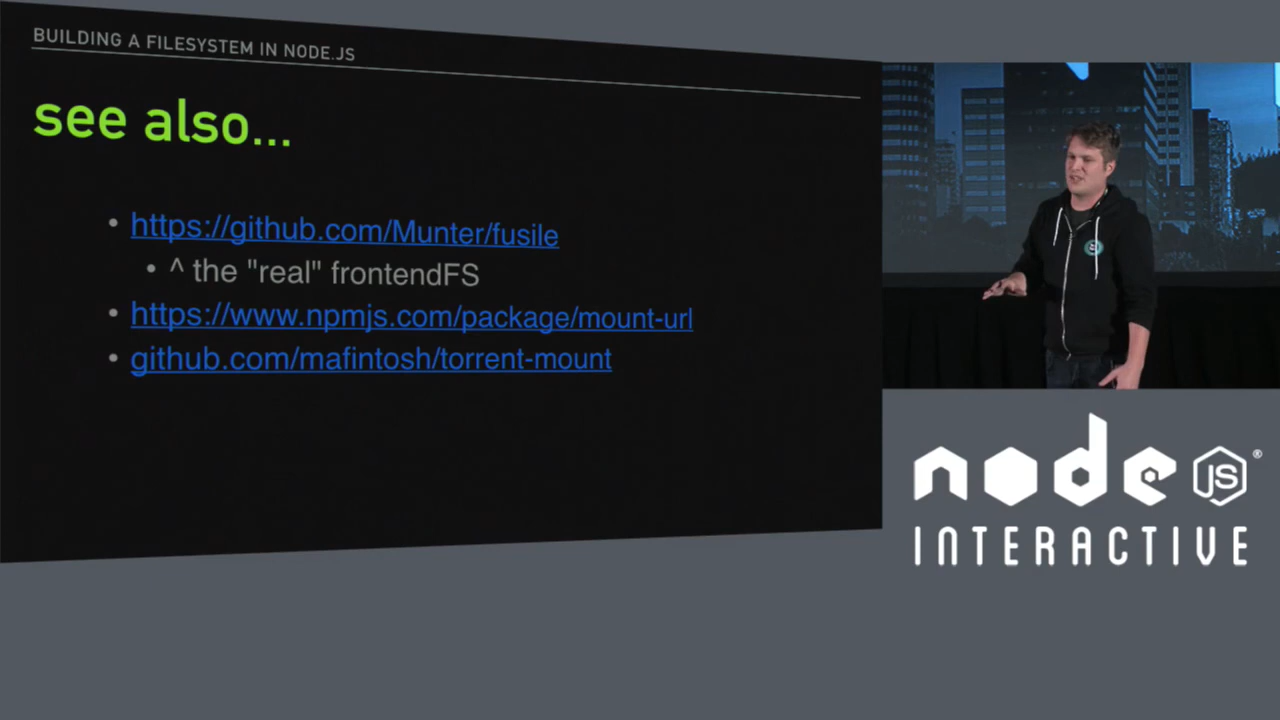 BUILDING A FILESYSTEM IN NODE.JS
see also...
• https://github.com/Munter/fusile
• ^ the "real" frontendFS
• https://www.npmjs.com/package/mount-url
• github.com/mafintosh/torrent-mount
node JS®
INTERACTIVE